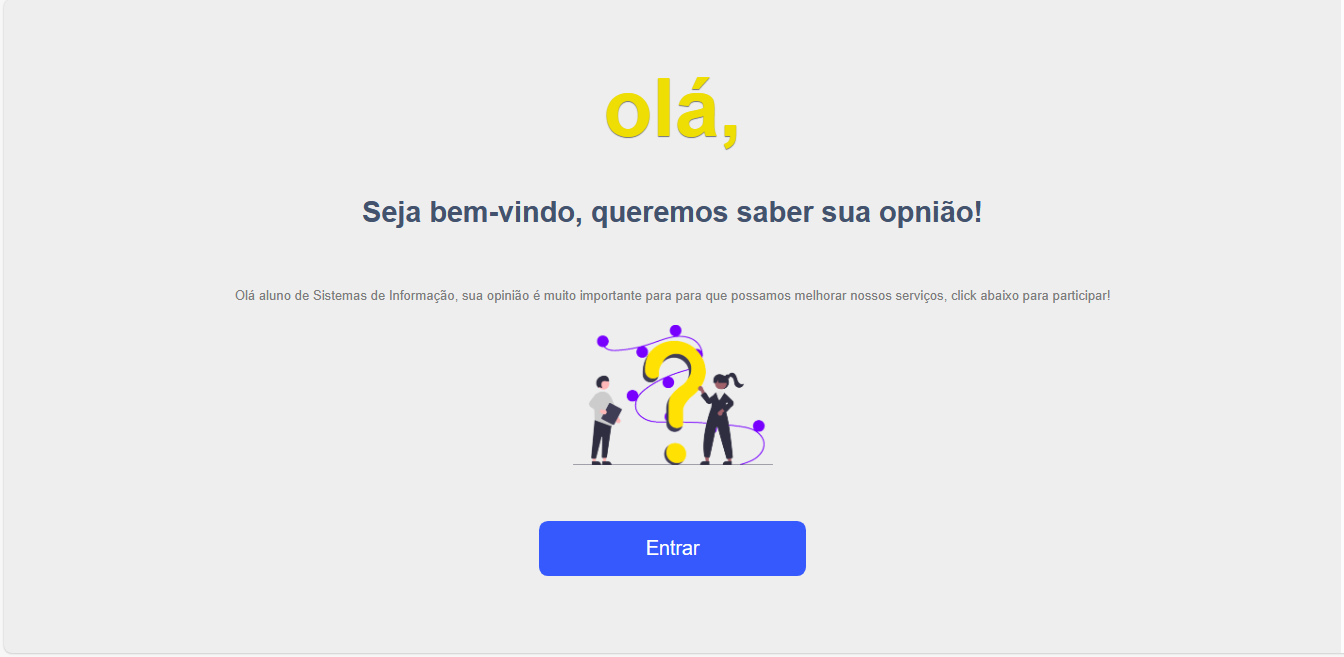 olá,
Seja bem-vindo, queremos saber sua opnião!
Olá aluno de Sistemas de Informação, sua opinião é muito importante para para que possamos melhorar nossos serviços, click abaixo para participar!
?
Entrar